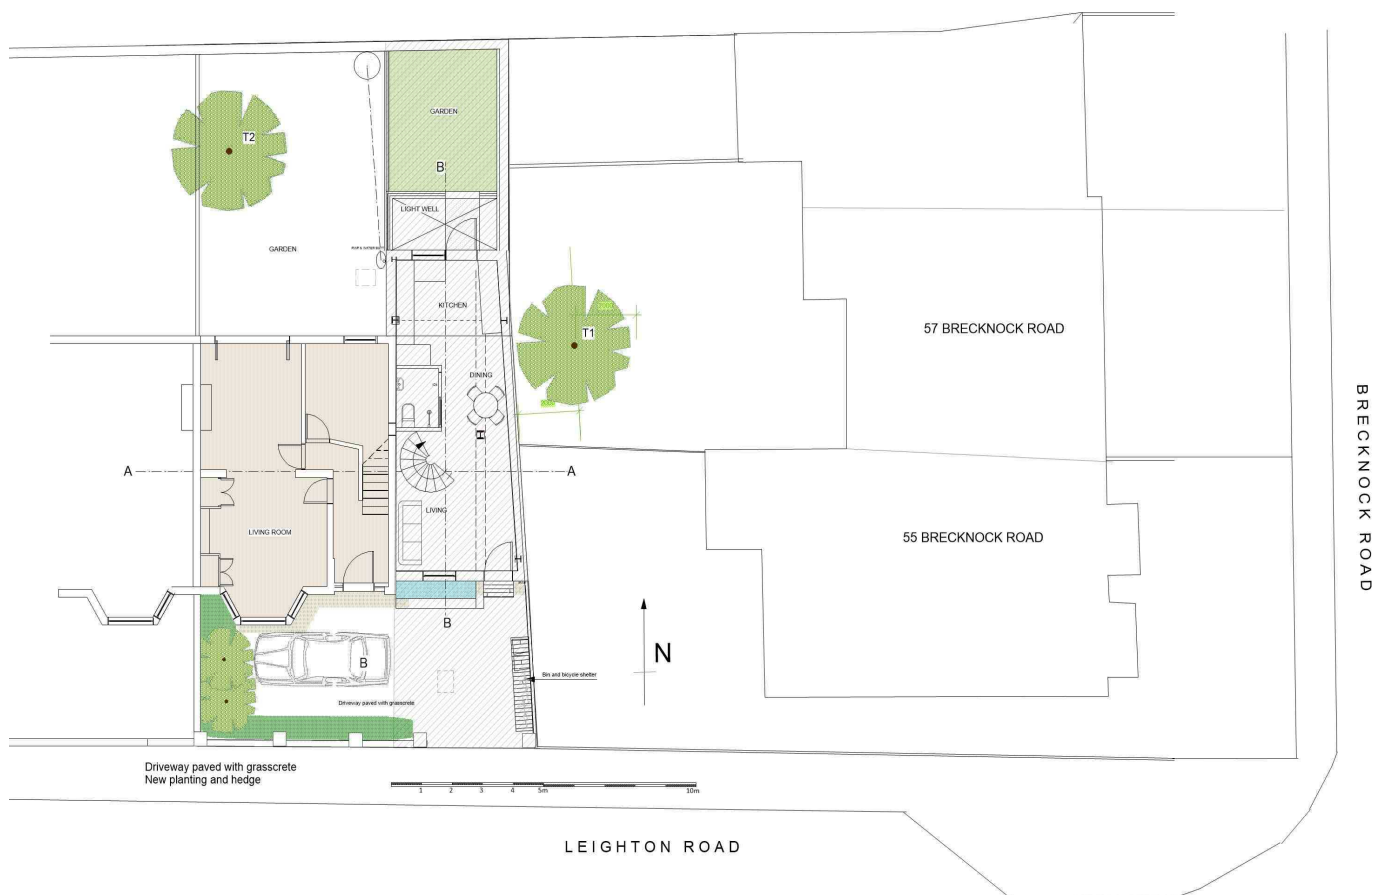 T2
GARDEN
B
LIGHT WELL
GARDEN
KITCHEN
T1
57 BRECKNOCK ROAD
DINING
BRECKNOCK ROAD
A
A
LIVING
LIVING ROOM
55 BRECKNOCK ROAD
B
N
B
Bin and bicycle shelter
Driveway paved with grasscrete
Driveway paved with grasscrete
New planting and hedge
1 2 3 4 5m 10m
LEIGHTON ROAD